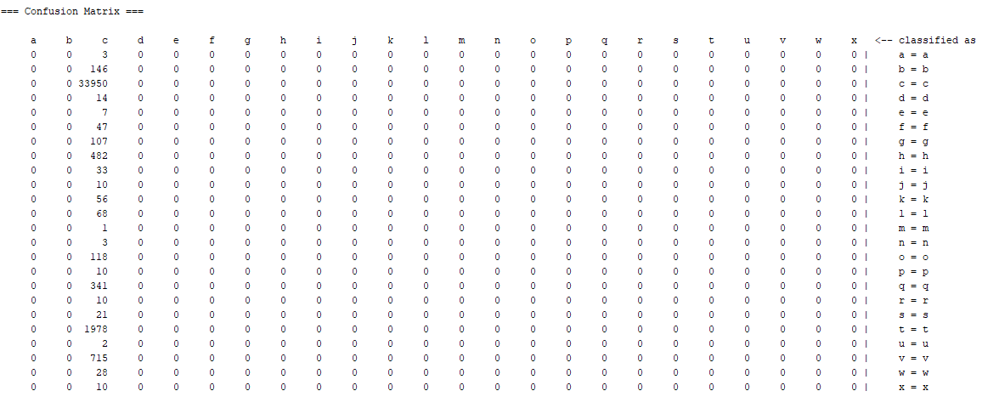 === Confusion Matrix ===
a b c d e f g h i j k l m n o p q r s t u v w x <-- classified as
0 0 3 0 0 0 0 0 0 0 0 0 0 0 0 0 0 0 0 0 0 0 0 0 | a = a
0 0 146 0 0 0 0 0 0 0 0 0 0 0 0 0 0 0 0 0 0 0 0 0 | b = b
0 0 33950 0 0 0 0 0 0 0 0 0 0 0 0 0 0 0 0 0 0 0 0 0 | c = c
0 0 14 0 0 0 0 0 0 0 0 0 0 0 0 0 0 0 0 0 0 0 0 0 | d = d
0 0 7 0 0 0 0 0 0 0 0 0 0 0 0 0 0 0 0 0 0 0 0 0 | e = e
0 0 47 0 0 0 0 0 0 0 0 0 0 0 0 0 0 0 0 0 0 0 0 0 | f = f
0 0 107 0 0 0 0 0 0 0 0 0 0 0 0 0 0 0 0 0 0 0 0 0 | g = g
0 0 482 0 0 0 0 0 0 0 0 0 0 0 0 0 0 0 0 0 0 0 0 0 | h = h
0 0 33 0 0 0 0 0 0 0 0 0 0 0 0 0 0 0 0 0 0 0 0 0 | i = i
0 0 10 0 0 0 0 0 0 0 0 0 0 0 0 0 0 0 0 0 0 0 0 0 | j = j
0 0 56 0 0 0 0 0 0 0 0 0 0 0 0 0 0 0 0 0 0 0 0 0 | k = k
0 0 68 0 0 0 0 0 0 0 0 0 0 0 0 0 0 0 0 0 0 0 0 0 | l = l
0 0 1 0 0 0 0 0 0 0 0 0 0 0 0 0 0 0 0 0 0 0 0 0 | m = m
0 0 3 0 0 0 0 0 0 0 0 0 0 0 0 0 0 0 0 0 0 0 0 0 | n = n
0 0 118 0 0 0 0 0 0 0 0 0 0 0 0 0 0 0 0 0 0 0 0 0 | o = o
0 0 10 0 0 0 0 0 0 0 0 0 0 0 0 0 0 0 0 0 0 0 0 0 | p = p
0 0 341 0 0 0 0 0 0 0 0 0 0 0 0 0 0 0 0 0 0 0 0 0 | q = q
0 0 10 0 0 0 0 0 0 0 0 0 0 0 0 0 0 0 0 0 0 0 0 0 | r = r
0 0 21 0 0 0 0 0 0 0 0 0 0 0 0 0 0 0 0 0 0 0 0 0 | s = s
0 0 1978 0 0 0 0 0 0 0 0 0 0 0 0 0 0 0 0 0 0 0 0 0 | t = t
0 0 2 0 0 0 0 0 0 0 0 0 0 0 0 0 0 0 0 0 0 0 0 0 | u = u
0 0 715 0 0 0 0 0 0 0 0 0 0 0 0 0 0 0 0 0 0 0 0 0 | v = v
0 0 28 0 0 0 0 0 0 0 0 0 0 0 0 0 0 0 0 0 0 0 0 0 | w = w
0 0 10 0 0 0 0 0 0 0 0 0 0 0 0 0 0 0 0 0 0 0 0 0 | x = x